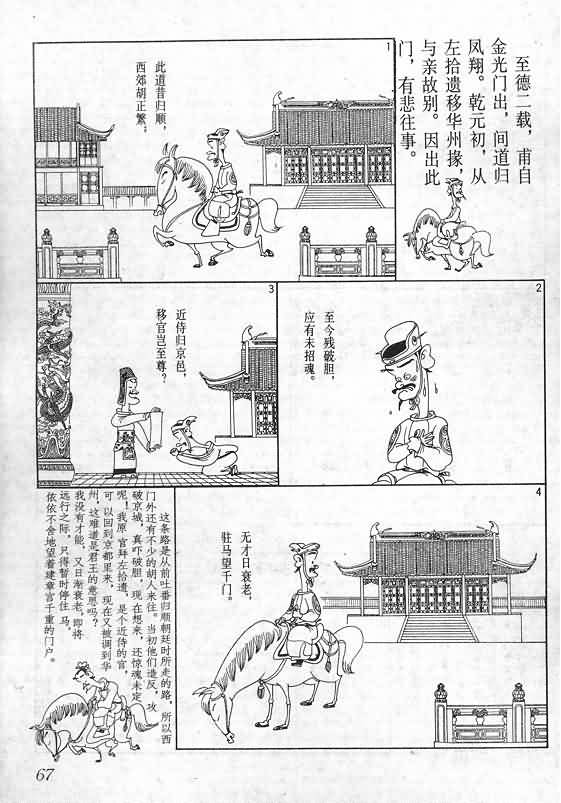 至德二载，甫自
金光门出，间道归
凤翔。乾元初，从
左拾遗移华州掾，
与亲故别。因出此
门，有悲往事。
1
此道昔归顺，
西郊胡正繁。
2
至今残破胆，
应有未招魂。
3
近侍归京邑，
移官岂至尊？
4
无才日衰老，
驻马望千门。
这条路是从前吐番归顺朝廷时所走的路，所以西
门外还有不少的胡人来往。当初他们造反，攻
破京城，真吓破胆，现在想来，还惊魂未定
呢！我原官拜左拾遗，是个近侍的官，
可以回到京都里来，现在又被调到华
州，这难道是君王的意思吗？
我没有才能，又日渐衰老。即将
远行之际，只得暂时停住马，
依依不舍地望着建章宫千重的门户。
67